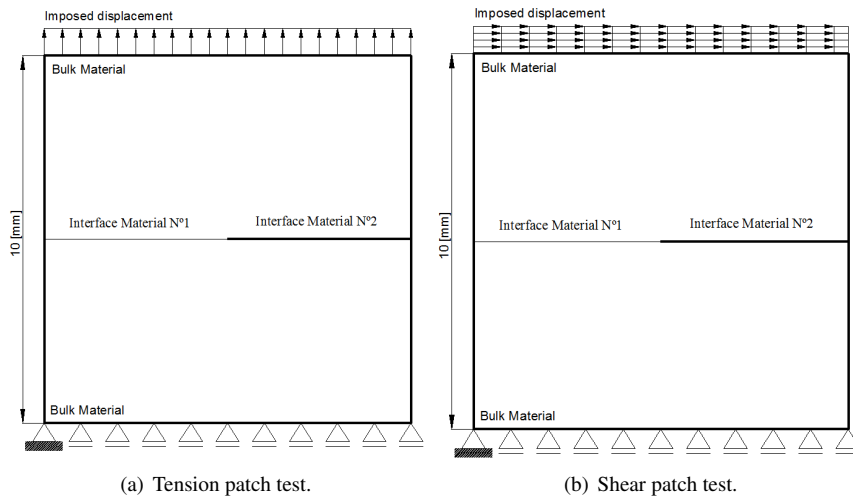 Imposed displacement
Bulk Material
Interface Material Nº1
Interface Material Nº2
10 [mm]
Bulk Material
(a) Tension patch test.
Imposed displacement
Bulk Material
Interface Material Nº1
Interface Material Nº2
10 [mm]
Bulk Material
(b) Shear patch test.